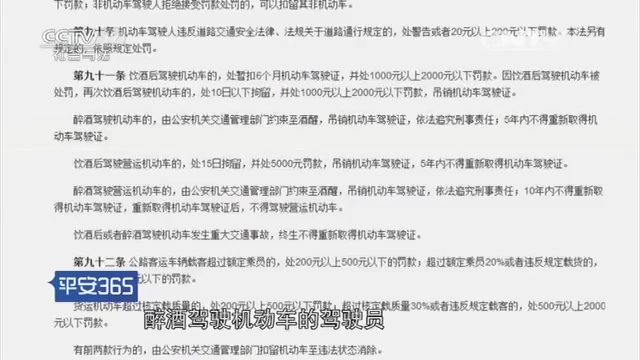 下罚款；非机动车驾驶人拒绝接受罚款处罚的，可以扣留其非机动车。
第九十条 机动车驾驶人违反道路交通安全法律、法规关于道路通行规定的，处警告或者20元以上200元以下罚款。本法另有
规定的，依照规定处罚。
第九十一条 饮酒后驾驶机动车的，处暂扣6个月机动车驾驶证，并处1000元以上2000元以下罚款。因饮酒后驾驶机动车被
处罚，再次饮酒后驾驶机动车的，处10日以下拘留，并处1000元以上2000元以下罚款，吊销机动车驾驶证。
醉酒驾驶机动车的，由公安机关交通管理部门约束至酒醒，吊销机动车驾驶证，依法追究刑事责任；5年内不得重新取得机
动车驾驶证。
饮酒后驾驶营运机动车的，处15日拘留，并处5000元罚款，吊销机动车驾驶证，5年内不得重新取得机动车驾驶证。
醉酒驾驶营运机动车的，由公安机关交通管理部门约束至酒醒，吊销机动车驾驶证，依法追究刑事责任；10年内不得重新取
得机动车驾驶证，重新取得机动车驾驶证后，不得驾驶营运机动车。
饮酒后或者醉酒驾驶机动车发生重大交通事故，终生不得重新取得机动车驾驶证。
第九十二条 公路客运车辆载客超过额定乘员的，处200元以上500元以下罚款；超过额定乘员20%或者违反规定载货的，
元以下罚款。
平安365
货运机动车超过核定载质量的，处200元以上500元以下罚款；超过核定载质量30%或者违反规定载客的，处500元以上2000
元以下罚款。
醉酒驾驶机动车的驾驶员
有前两款行为的，由公安机关交通管理部门扣留机动车至违法状态消除。
CCTV